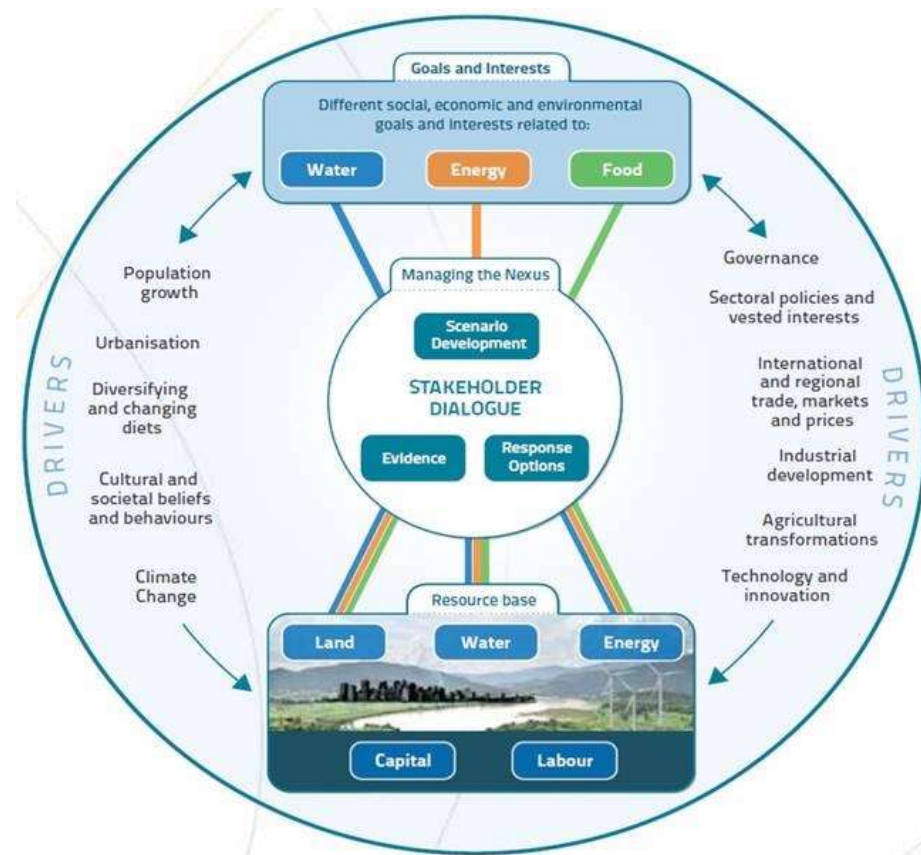 Goals and Interests
Different social, economic and environmental
goals and interests related to:
Water
Energy
Food
Population
growth
Urbanisation
Diversifying
and changing
diets
Cultural and
societal beliefs
and behaviours
Climate
Change
DRIVERS
Managing the Nexus
Scenario
Development
STAKEHOLDER
DIALOGUE
Evidence
Response
Options
Governance
Sectoral policies and
vested interests
International
and regional
trade, markets
and prices
Industrial
development
Agricultural
transformations
Technology and
innovation
DRIVERS
Resource base
Land
Water
Energy
Capital
Labour